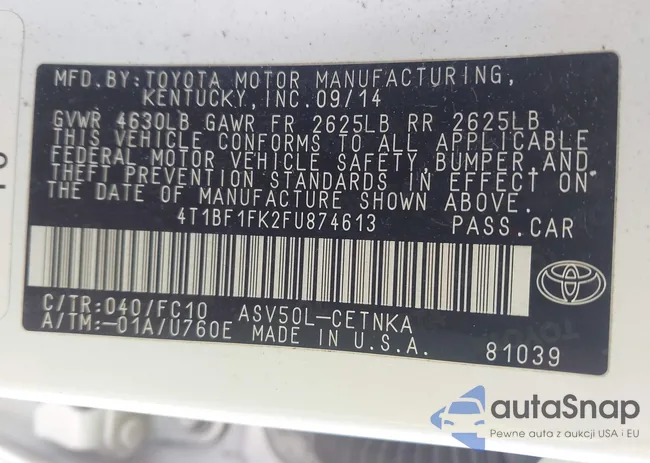 MFD.BY:TOYOTA MOTOR MANUFACTURING,
KENTUCKY,INC.09/14
GVWR 4630LB GAWR FR 2625LB RR 2625LB
THIS VEHICLE CONFORMS TO ALL APPLICABLE
FEDERAL MOTOR VEHICLE SAFETY,BUMPER,AND
THEFT PREVENTION STANDARDS IN EFFECT ON
THE DATE OF MANUFACTURE SHOWN ABOVE.
4T1BF1FK2FU874613 PASS.CAR
C/TR:040/FC10 ASV50L-CETNKA
A/TM:-01A/U760E MADE IN U.S.A. 81039
autaSnap
Pewne auta z aukcji USA i EU